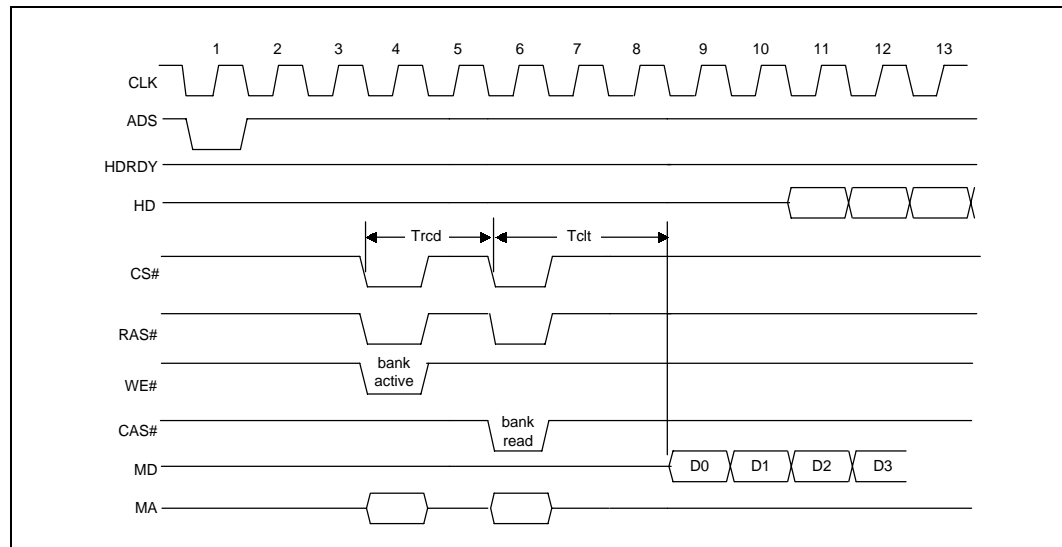 1 2 3 4 5 6 7 8 9 10 11 12 13
CLK
ADS
HDRDY
HD
Trcd Tclt
CS#
RAS#
bank
active
WE#
bank
read
CAS#
D0 D1 D2 D3
MD
MA